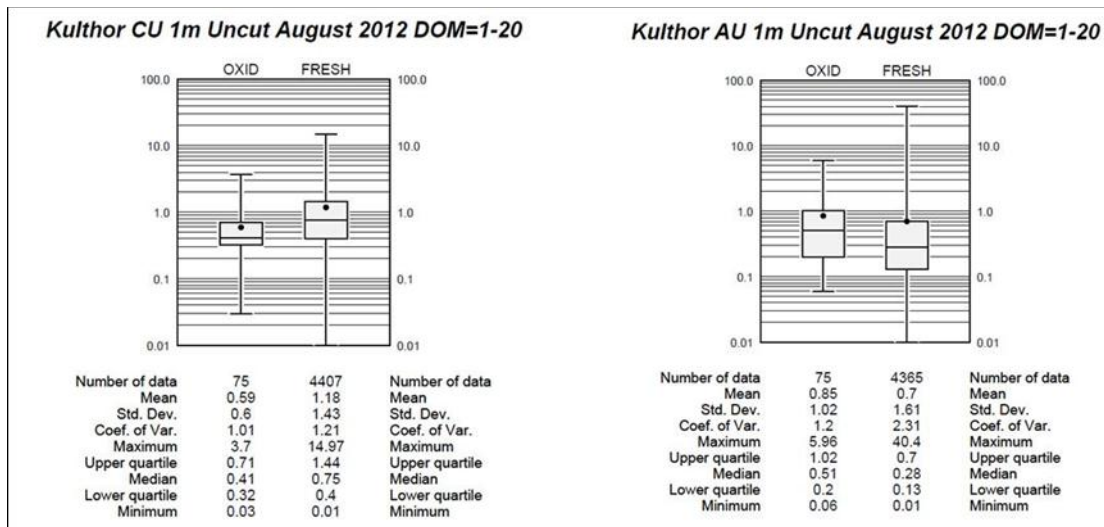 Kulthor CU 1m Uncut August 2012 DOM=1-20
OXID FRESH
100.0 100.0
10.0 10.0
1.0 1.0
0.1 0.1
0.01 0.01
Number of data 75 4407 Number of data
Mean 0.59 1.18 Mean
Std. Dev. 0.6 1.43 Std. Dev.
Coef. of Var. 1.01 1.21 Coef. of Var.
Maximum 3.7 14.97 Maximum
Upper quartile 0.71 1.44 Upper quartile
Median 0.41 0.75 Median
Lower quartile 0.32 0.4 Lower quartile
Minimum 0.03 0.01 Minimum
Kulthor AU 1m Uncut August 2012 DOM=1-20
OXID FRESH
100.0 100.0
10.0 10.0
1.0 1.0
0.1 0.1
0.01 0.01
Number of data 75 4365 Number of data
Mean 0.85 0.7 Mean
Std. Dev. 1.02 1.61 Std. Dev.
Coef. of Var. 1.2 2.31 Coef. of Var.
Maximum 5.96 40.4 Maximum
Upper quartile 1.02 0.7 Upper quartile
Median 0.51 0.28 Median
Lower quartile 0.2 0.13 Lower quartile
Minimum 0.06 0.01 Minimum